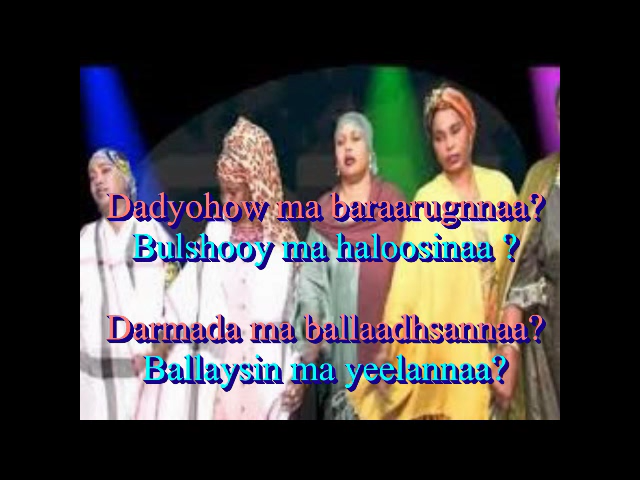 Dadyohow ma baraarugnnaa?
Bulshooy ma haloosinaa ?
Darmada ma ballaadhsannaa?
Ballaysin ma yeelannaa?